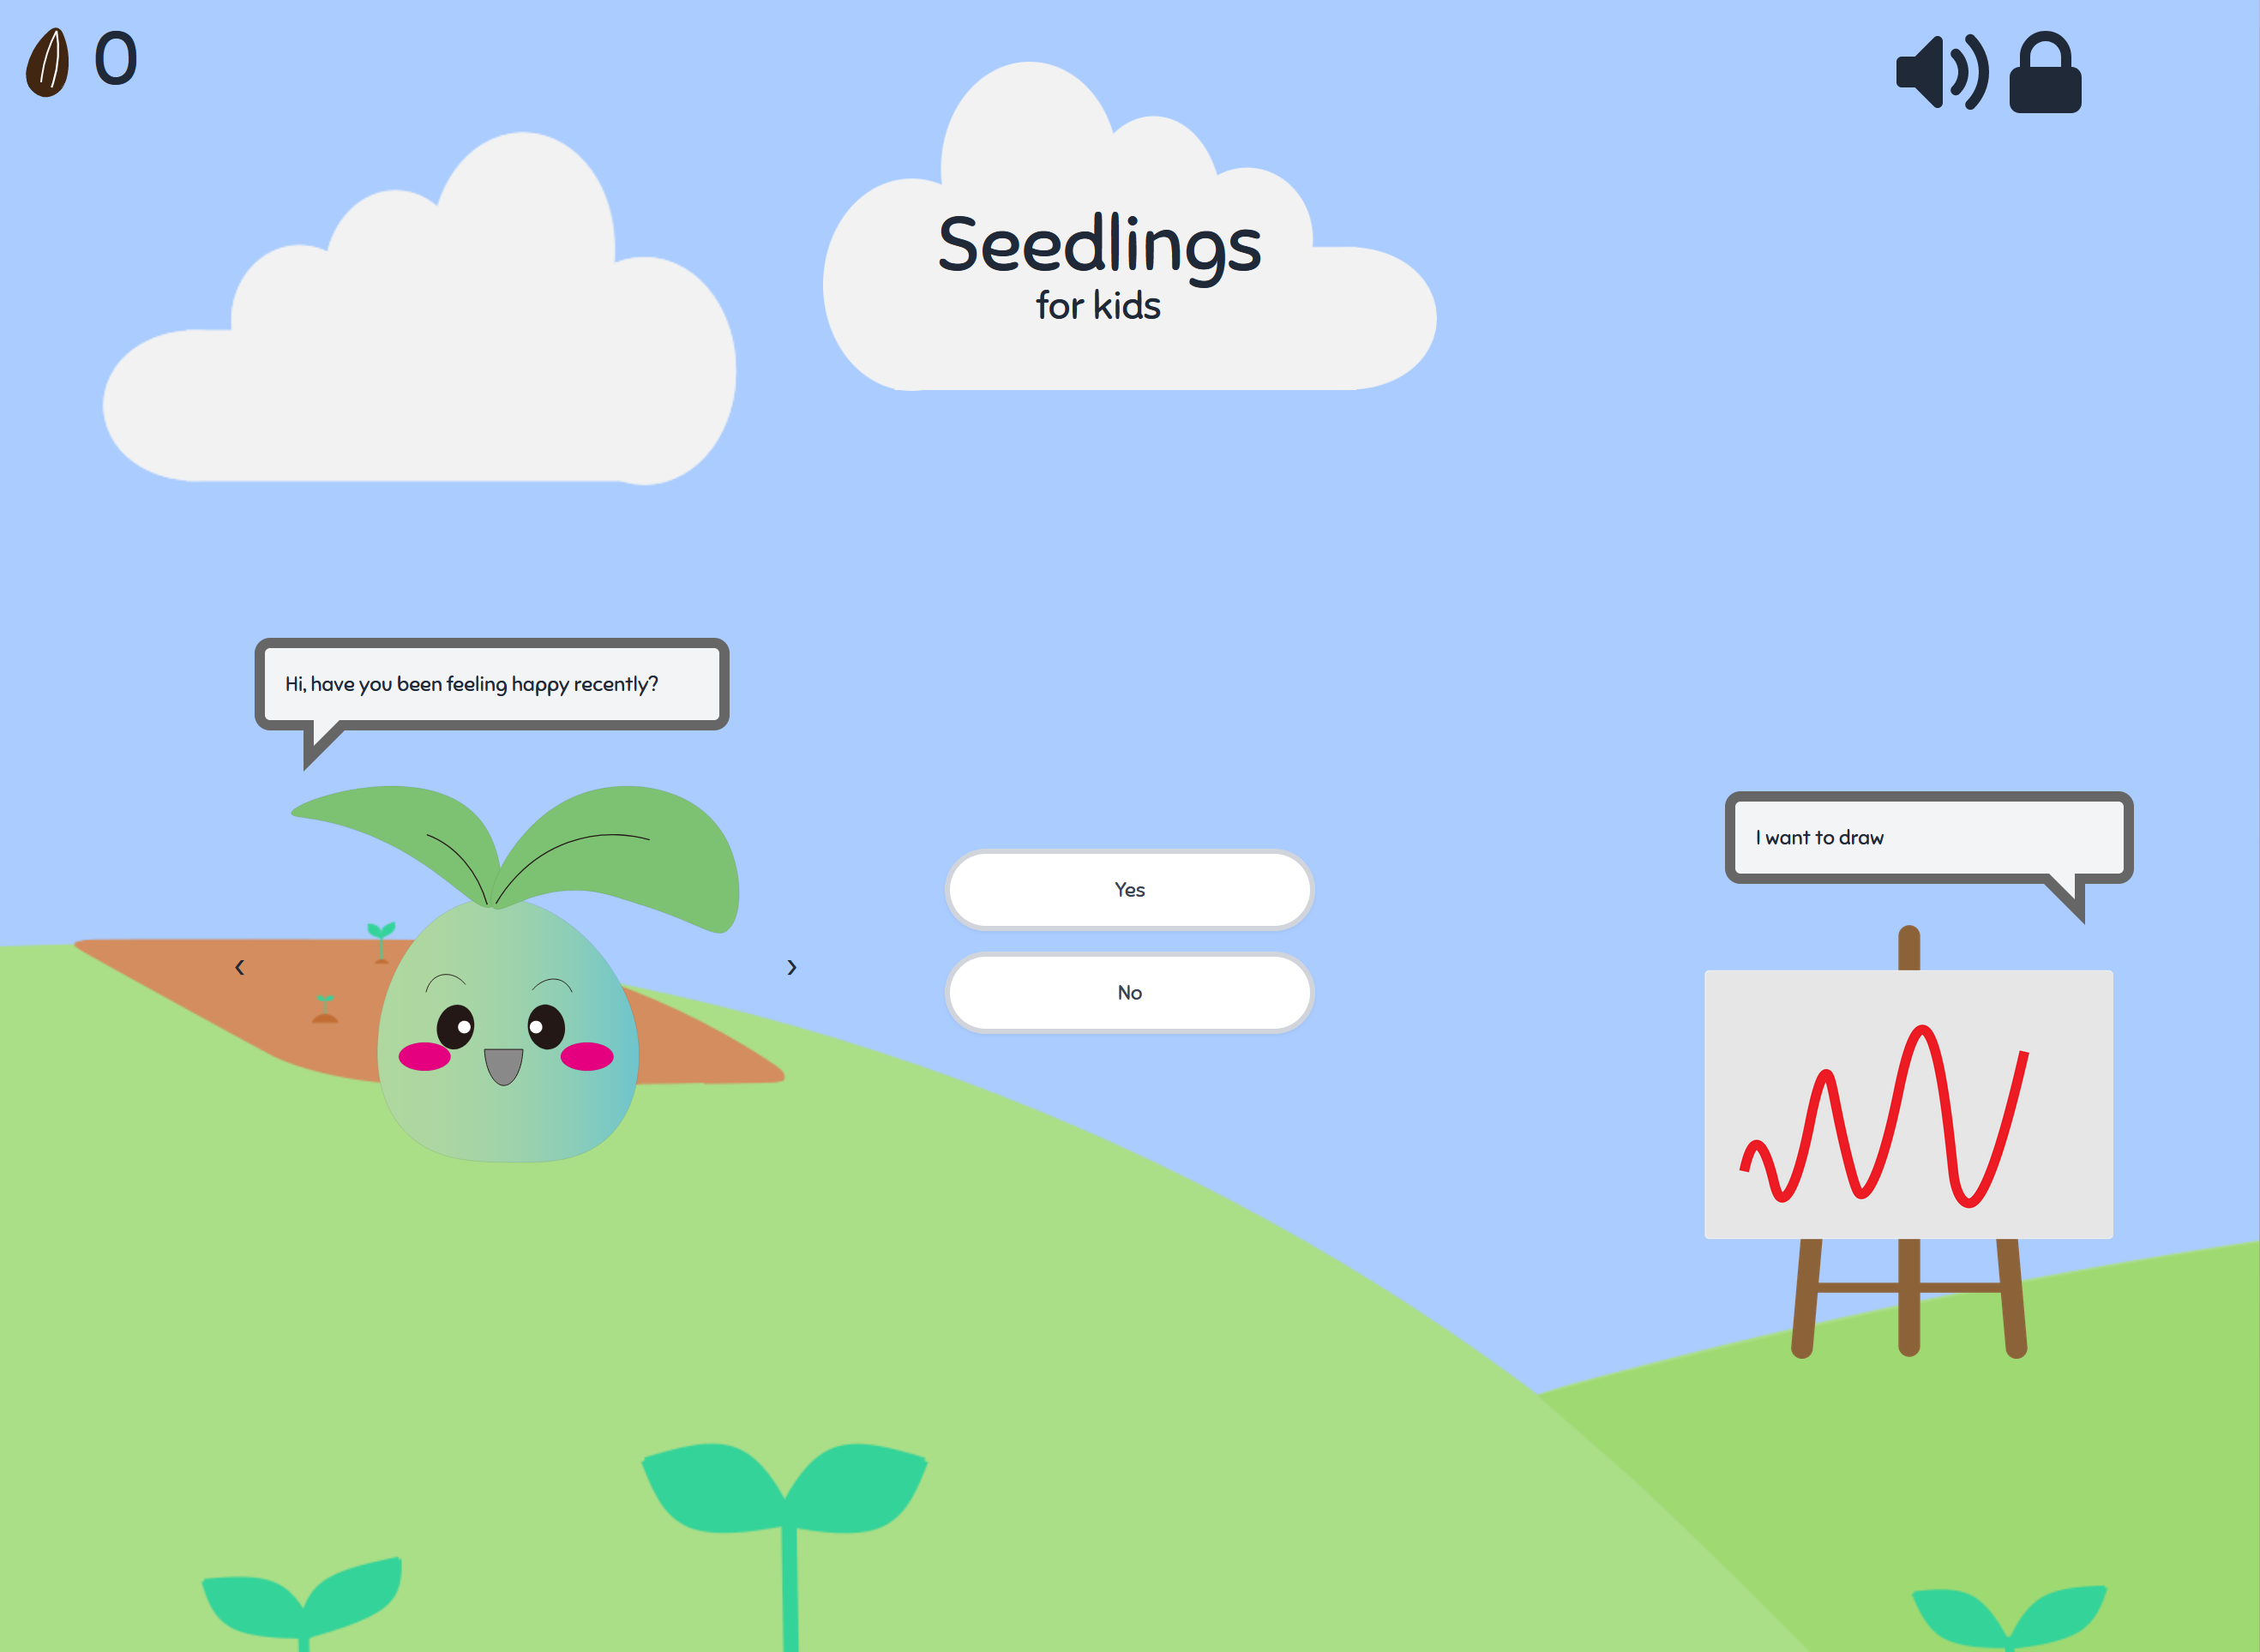 0
Seedlings
for kids
Hi, have you been feeling happy recently?
I want to draw
Yes
No